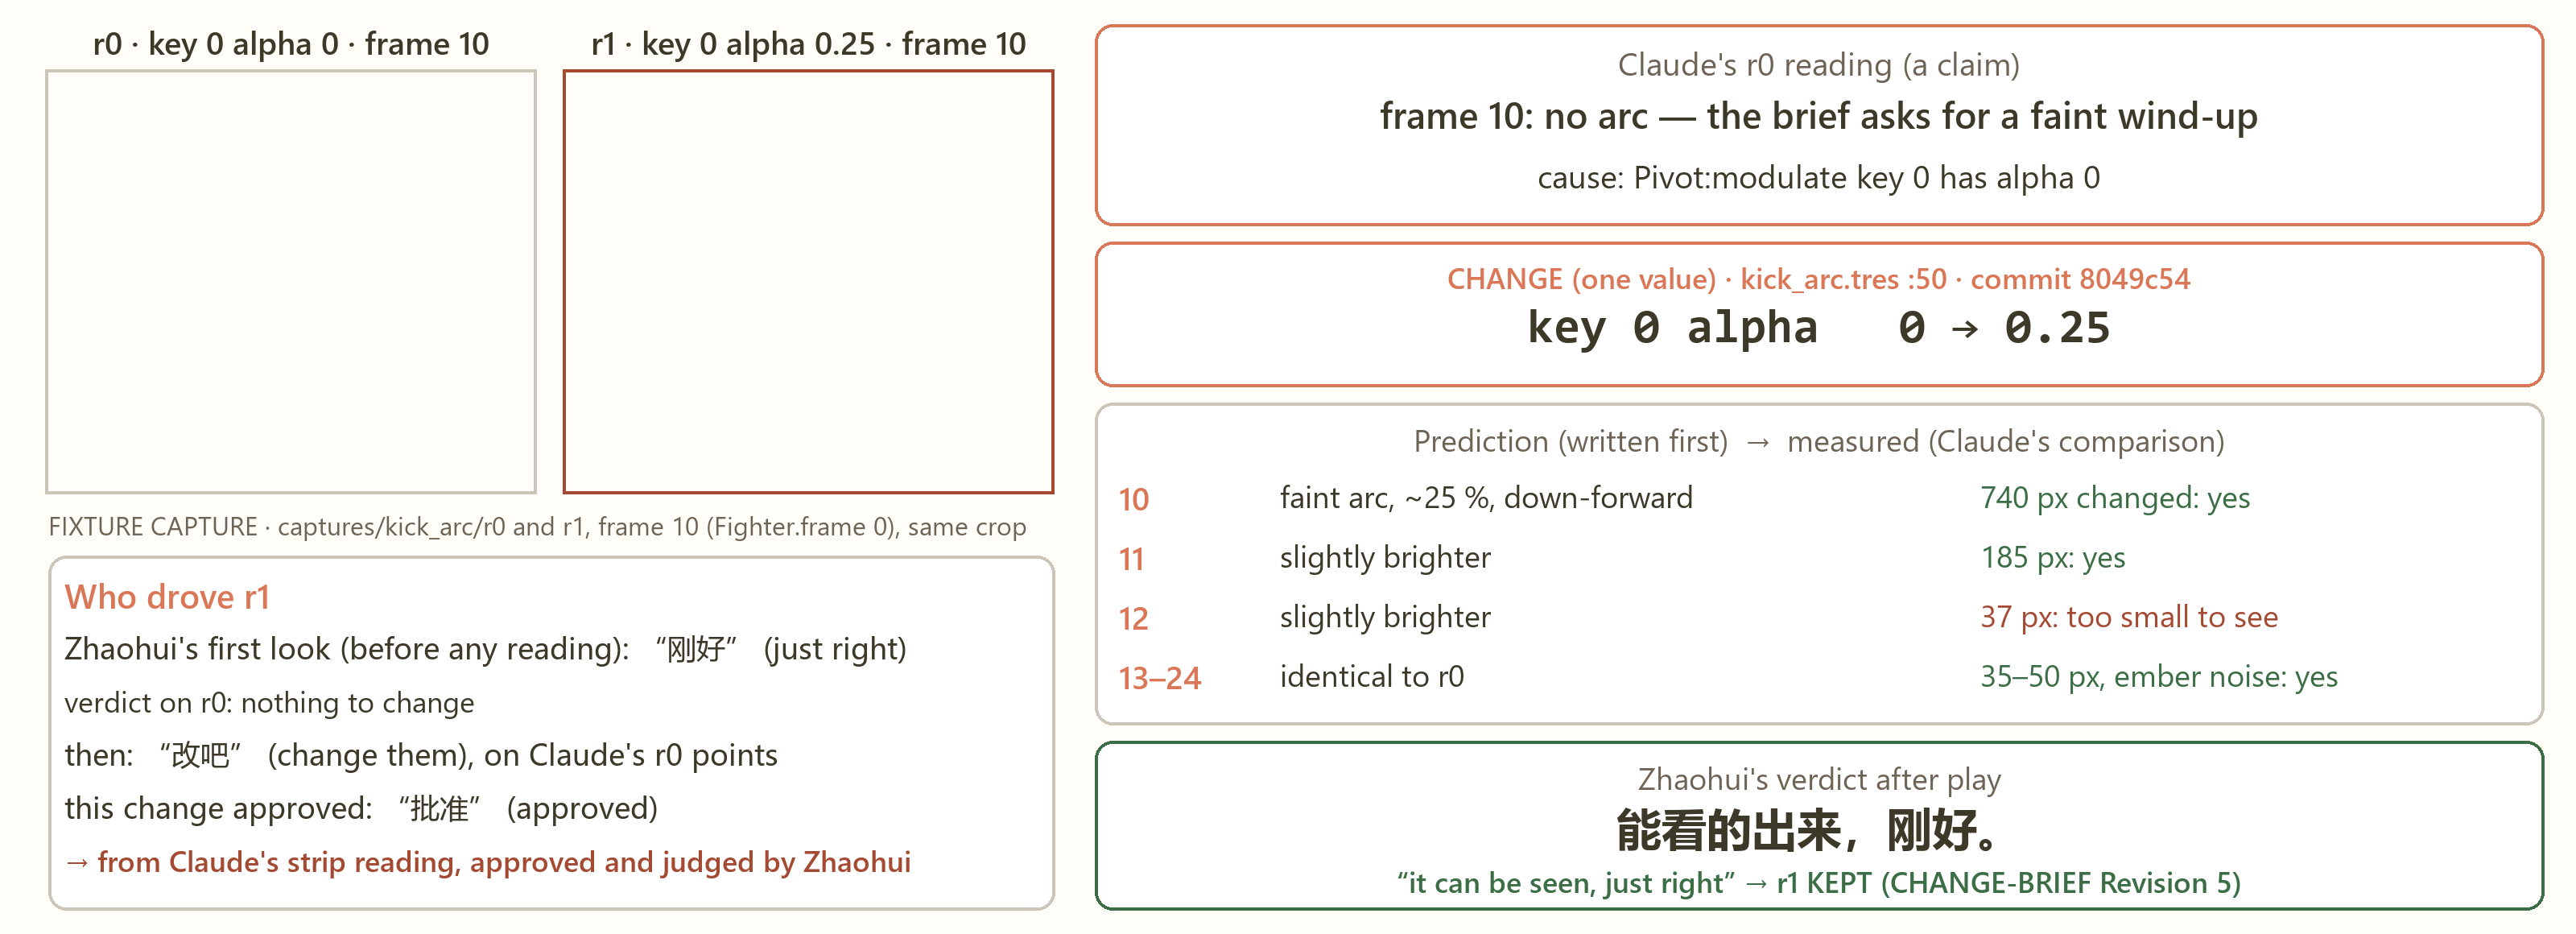 r0 · key 0 alpha 0 · frame 10
r1 · key 0 alpha 0.25 · frame 10
FIXTURE CAPTURE · captures/kick_arc/r0 and r1, frame 10 (Fighter.frame 0), same crop
Who drove r1
Zhaohui's first look (before any reading): “刚好” (just right)
verdict on r0: nothing to change
then: “改吧” (change them), on Claude's r0 points
this change approved: “批准” (approved)
→ from Claude's strip reading, approved and judged by Zhaohui
Claude's r0 reading (a claim)
frame 10: no arc — the brief asks for a faint wind-up
cause: Pivot:modulate key 0 has alpha 0
CHANGE (one value) · kick_arc.tres :50 · commit 8049c54
key 0 alpha 0 → 0.25
Prediction (written first) → measured (Claude's comparison)
10 faint arc, ~25 %, down-forward 740 px changed: yes
11 slightly brighter 185 px: yes
12 slightly brighter 37 px: too small to see
13–24 identical to r0 35–50 px, ember noise: yes
Zhaohui's verdict after play
能看的出来，刚好。
“it can be seen, just right” → r1 KEPT (CHANGE-BRIEF Revision 5)